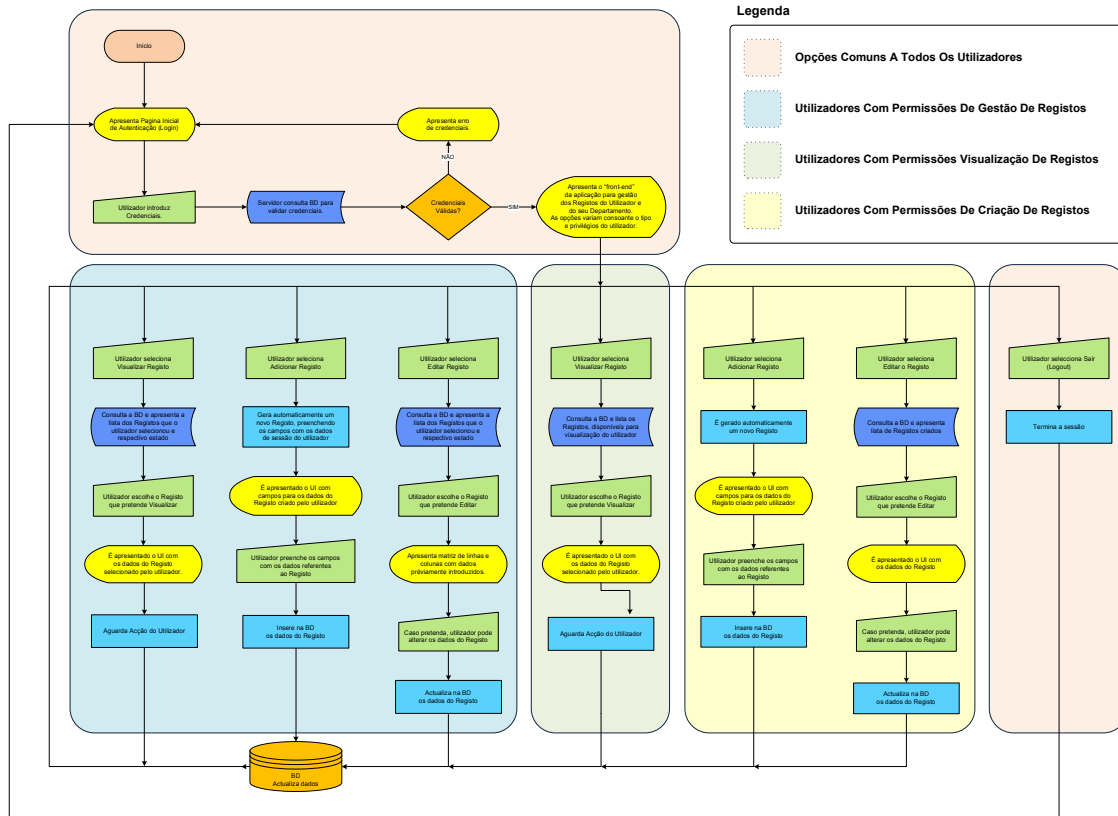 Legenda
Opções Comuns A Todos Os Utilizadores
Utilizadores Com Permissões De Gestão De Registos
Utilizadores Com Permissões Visualização De Registos
Utilizadores Com Permissões De Criação De Registos
Inicio
Apresenta Pagina Inicial
de Autenticação (Login)
Apresenta erro
de credenciais.
NÃO
Utilizador introduz
Credenciais.
Servidor consulta BD para
validar credenciais.
Credenciais
Válidas?
SIM
Apresenta o "front-end"
da aplicação para gestão
dos Registos do Utilizador e
do seu Departamento.
As opções variam consoante o tipo
e privilégios do utilizador.
Utilizador seleciona
Visualizar Registo
Consulta a BD e apresenta a
lista dos Registos que o
utilizador selecionou e
respectivo estado
Utilizador escolhe o Registo
que pretende Visualizar
É apresentado o UI com
os dados do Registo
selecionado pelo utilizador.
Aguarda Acção do Utilizador
Utilizador seleciona
Adicionar Registo
Gera automaticamente um
novo Registo, preenchendo
os campos com os dados
de sessão do utilizador
É apresentado o UI com
campos para os dados do
Registo criado pelo utilizador
Utilizador preenche os campos
com os dados referentes
ao Registo
Insere na BD
os dados do Registo
Utilizador seleciona
Editar Registo
Consulta a BD e apresenta a
lista dos Registos que o
utilizador selecionou e
respectivo estado
Utilizador escolhe o Registo
que pretende Editar
Apresenta matriz de linhas e
colunas com dados
préviamente introduzidos.
Caso pretenda, utilizador pode
alterar os dados do Registo
Actualiza na BD
os dados do Registo
Utilizador seleciona
Visualizar Registo
Consulta a BD e lista os
Registos, disponíveis para
visualização do utilizador
Utilizador escolhe o Registo
que pretende Visualizar
É apresentado o UI com
os dados do Registo
selecionado pelo utilizador.
Aguarda Acção do Utilizador
Utilizador seleciona
Adicionar Registo
É gerado automaticamente
um novo Registo
É apresentado o UI com
campos para os dados do
Registo criado pelo utilizador
Utilizador preenche os campos
com os dados referentes
ao Registo
Insere na BD
os dados do Registo
Utilizador seleciona
Editar o Registo
Consulta a BD e apresenta
lista de Registos criados
Utilizador escolhe o Registo
que pretende Editar
É apresentado o UI com
os dados do Registo
Caso pretenda, utilizador pode
alterar os dados do Registo
Actualiza na BD
os dados do Registo
Utilizador selecciona Sair
(Logout)
Termina a sessão
BD
Actualiza dados